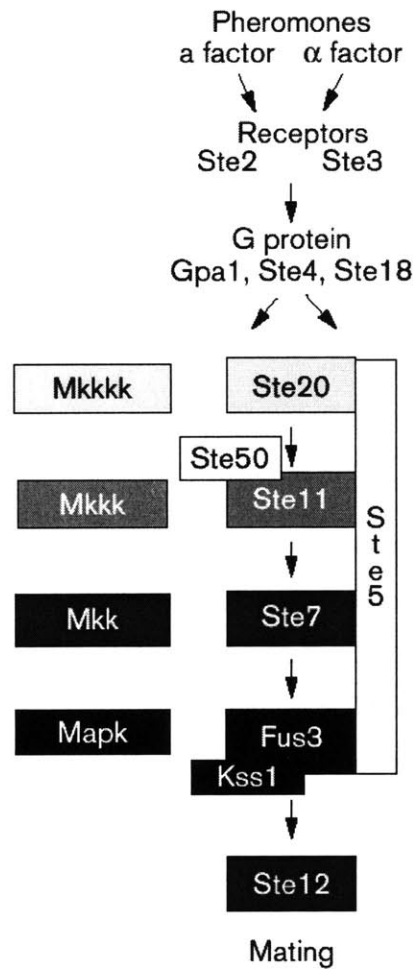 Pheromones
a factor α factor
Receptors
Ste2 Ste3
G protein
Gpa1, Ste4, Ste18
Mkkkk Ste20
Ste50
Mkkk Ste11
Ste5
Mkk Ste7
Mapk Fus3
Kss1
Ste12
Mating